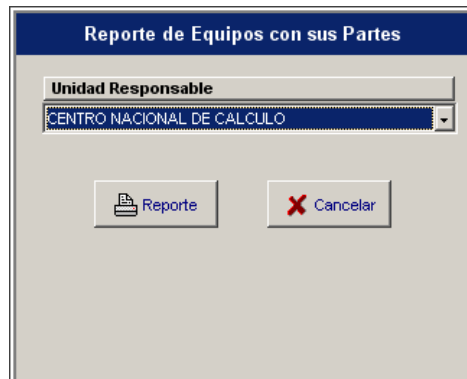 Reporte de Equipos con sus Partes
Unidad Responsable
CENTRO NACIONAL DE CALCULO
Reporte
Cancelar